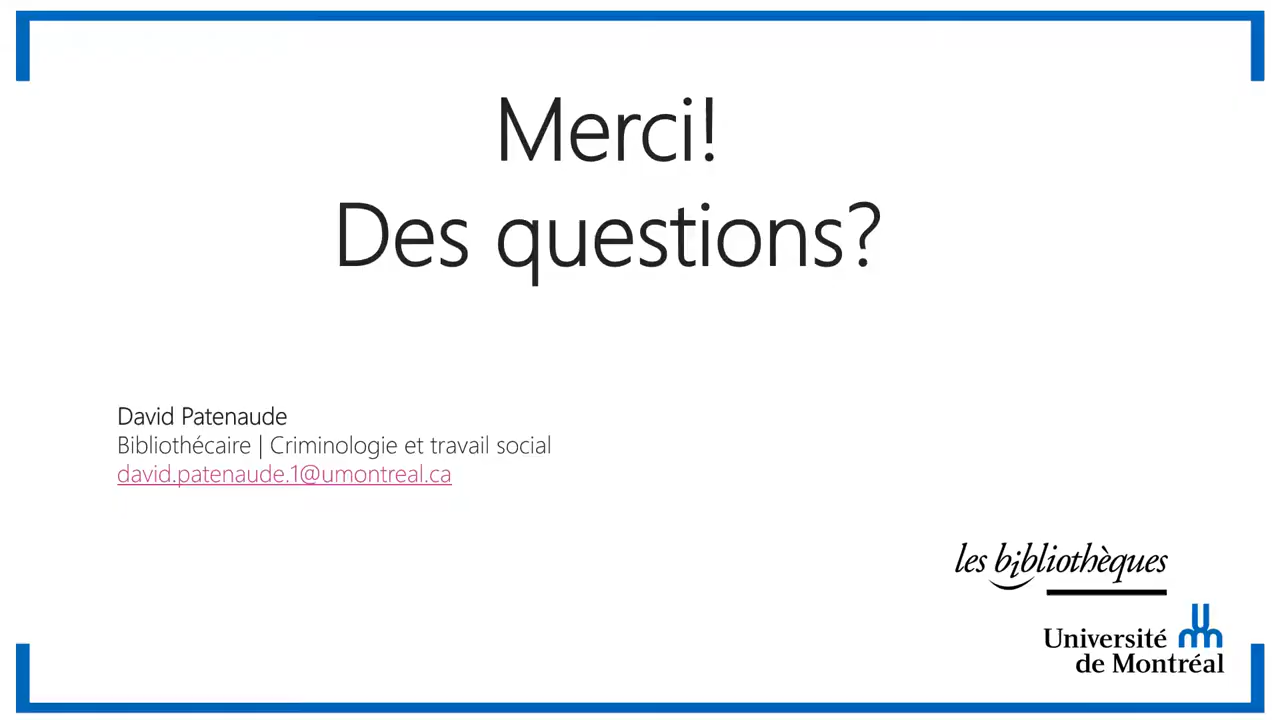 Merci!
Des questions?
David Patenaude
Bibliothécaire | Criminologie et travail social
david.patenaude.1@umontreal.ca
les bibliothèques
Université
de Montréal